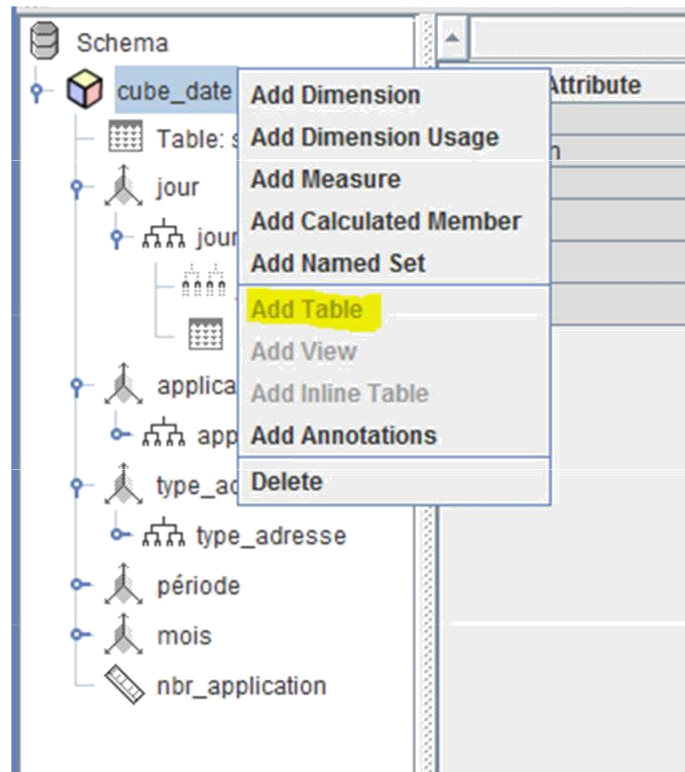 Schema
cube_date
Table: s
jour
jour
applica
app
type_ad
type_adresse
période
mois
nbr_application
Add Dimension
Add Dimension Usage
Add Measure
Add Calculated Member
Add Named Set
Add Table
Add View
Add Inline Table
Add Annotations
Delete
Attribute
n